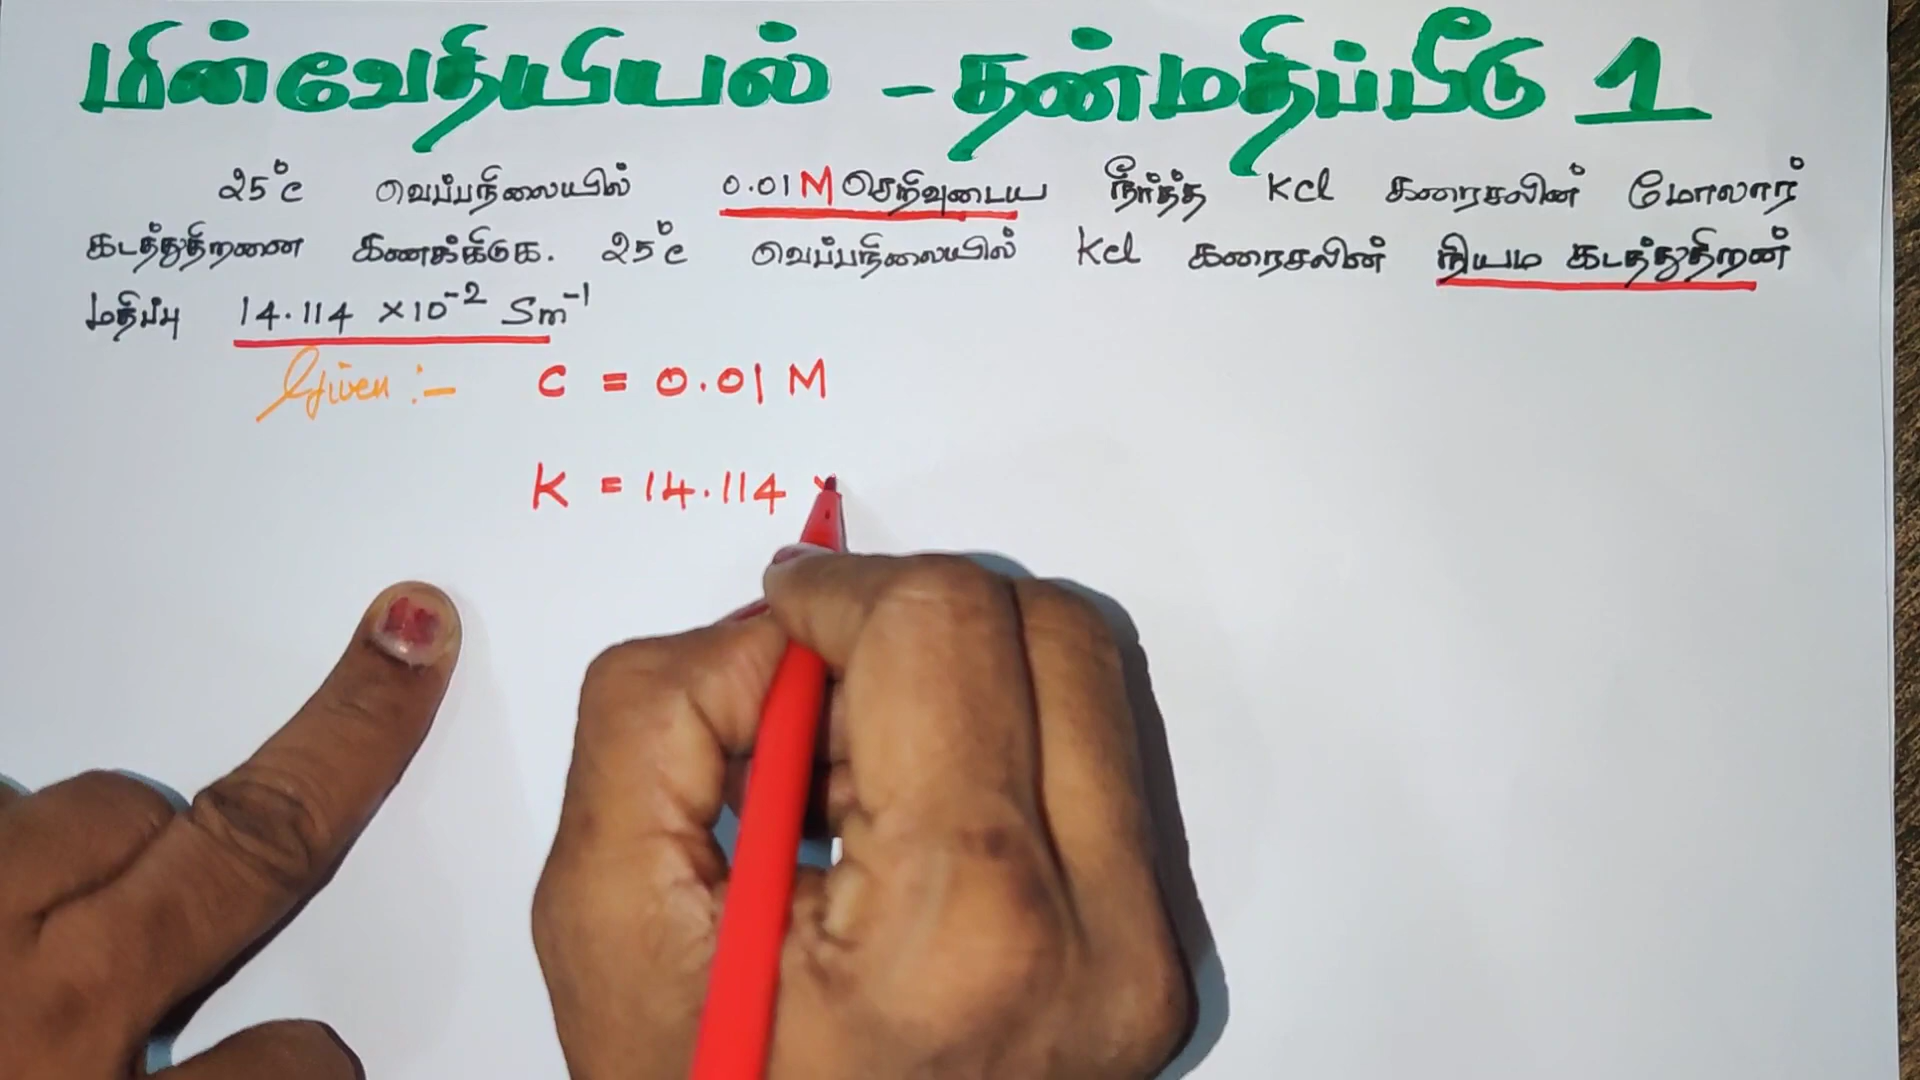 மின்வேதியியல் - தன்மதிப்பீடு 1
25°C வெப்பநிலையில் 0.01 M செறிவுடைய நீர்த்த KCl கரைசலின் மோலார்
கடத்துதிறனை கணக்கிடுக. 25°C வெப்பநிலையில் KCl கரைசலின் நியம கடத்துதிறன்
மதிப்பு 14.114 ×10⁻² Sm⁻¹
Given :- C = 0.01 M
K = 14.114 ×